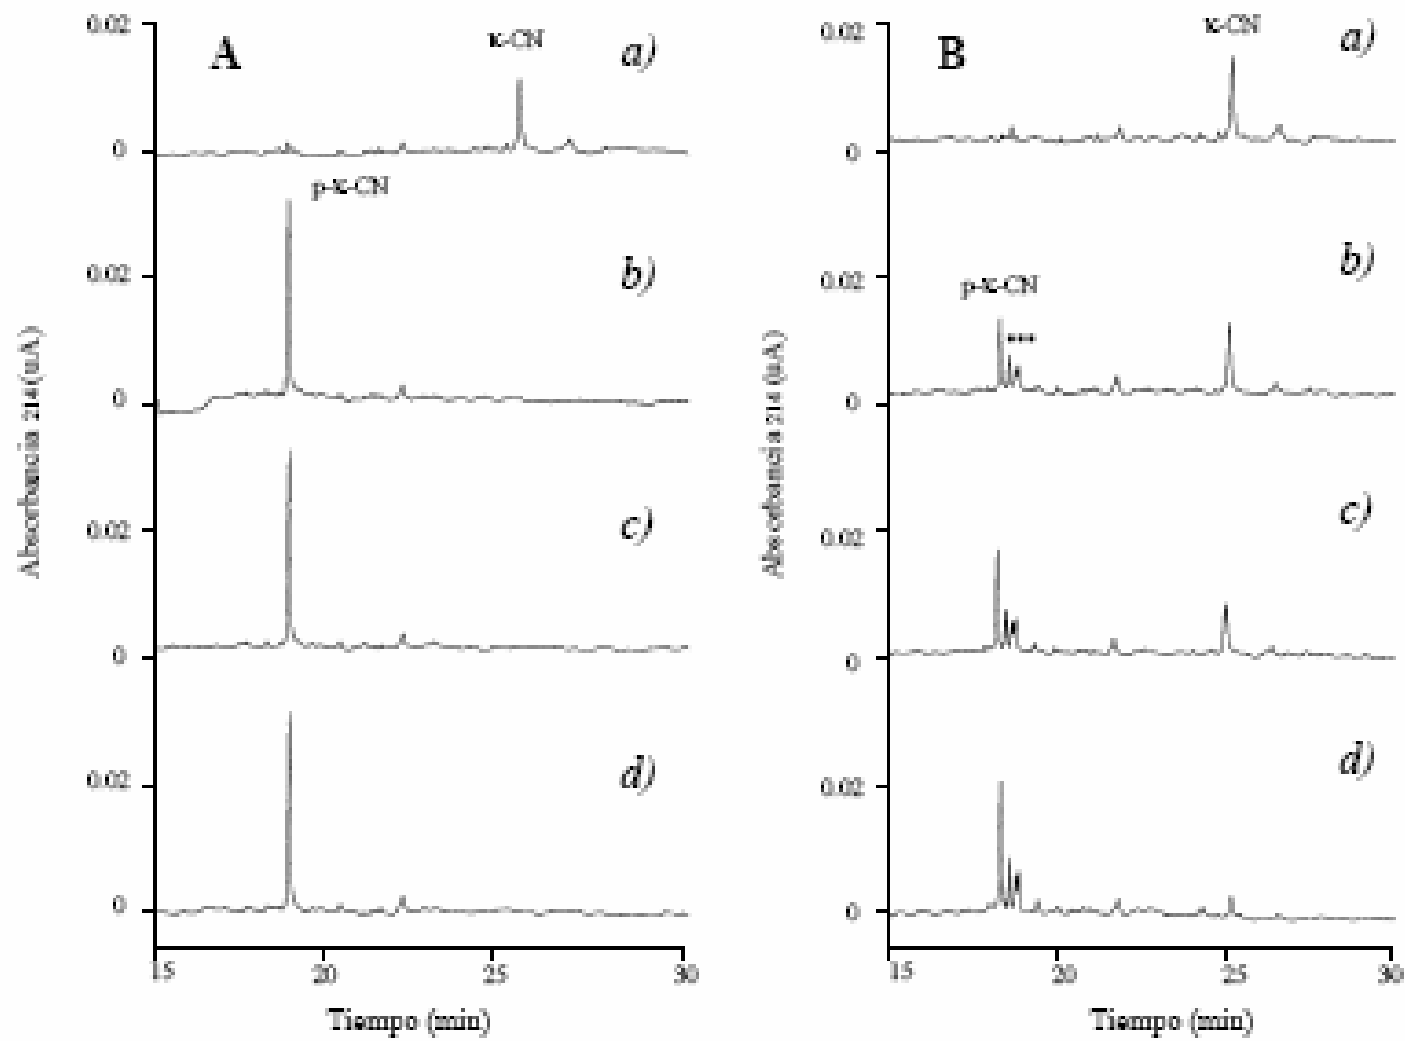 A
κ-CN
a)
0.02
0
p-κ-CN
b)
0.02
0
c)
0.02
0
d)
0.02
0
Absorbancia 214 (uA)
15 20 25 30
Tiempo (min)
B
κ-CN
a)
0.02
0
p-κ-CN
b)
0.02
***
0
c)
0.02
0
d)
0.02
0
Absorbancia 214 (uA)
15 20 25 30
Tiempo (min)